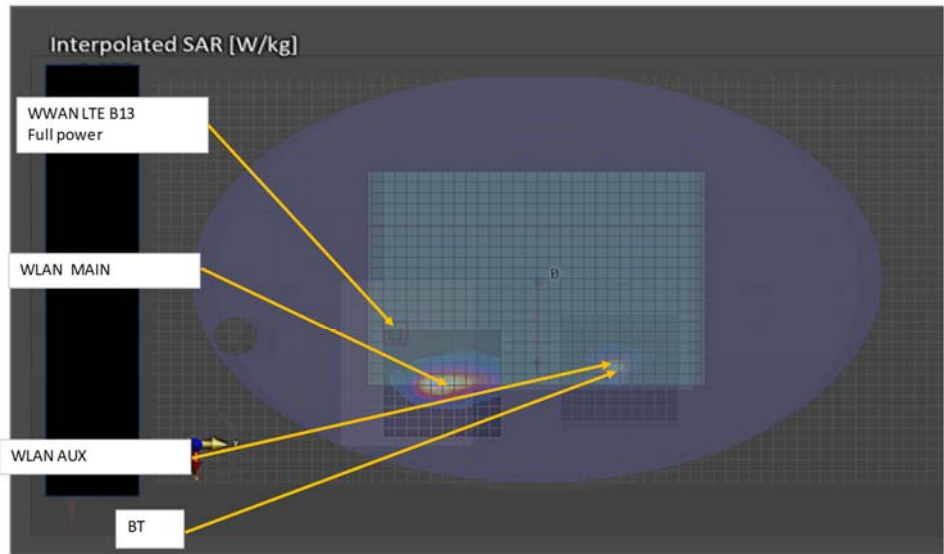 Interpolated SAR [W/kg]
WWAN LTE B13
Full power
WLAN MAIN
B
WLAN AUX
BT